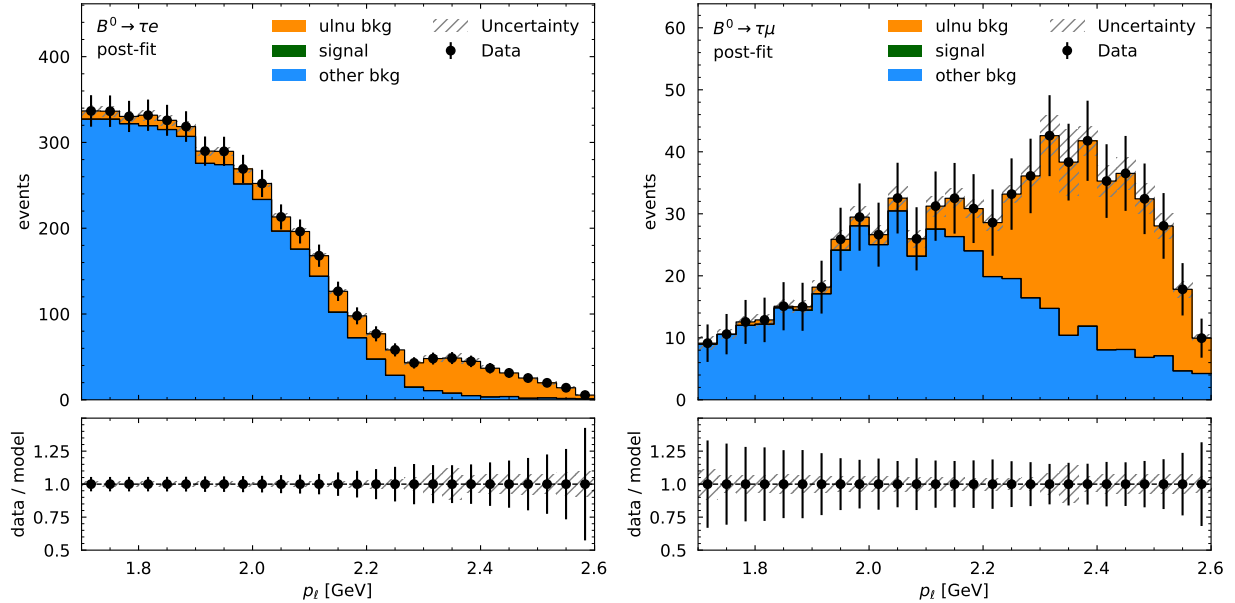 B⁰ → τe
post-fit
ulnu bkg
signal
other bkg
Uncertainty
Data
events
400
300
200
100
0
data / model
1.25
1.0
0.75
0.5
1.8 2.0 2.2 2.4 2.6
pℓ [GeV]
B⁰ → τμ
post-fit
ulnu bkg
signal
other bkg
Uncertainty
Data
events
60
50
40
30
20
10
0
data / model
1.25
1.0
0.75
0.5
1.8 2.0 2.2 2.4 2.6
pℓ [GeV]